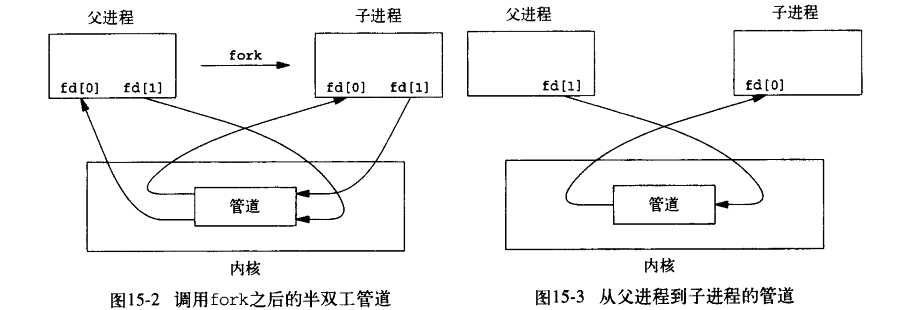 父进程
子进程
fork
fd[0] fd[1]
fd[0] fd[1]
管道
内核
图15-2 调用fork之后的半双工管道
父进程
子进程
fd[1]
fd[0]
管道
内核
图15-3 从父进程到子进程的管道